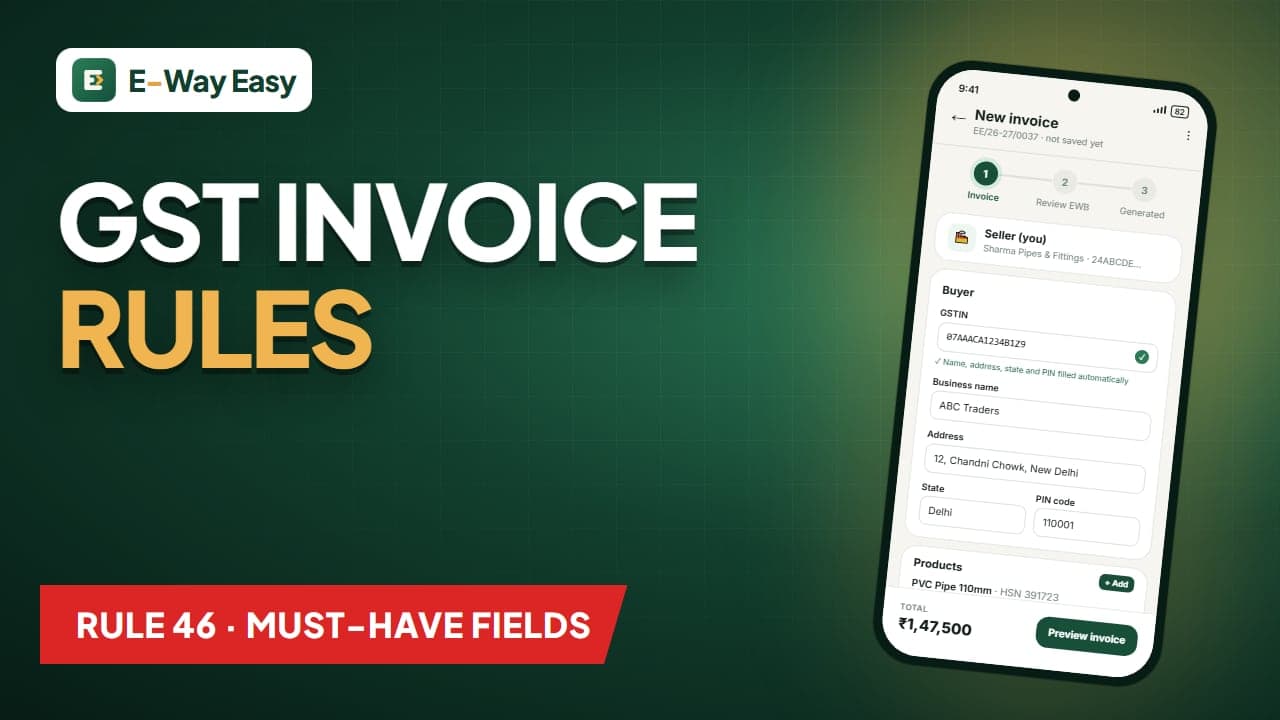 E-Way Easy
GST INVOICE
RULES
RULE 46 · MUST-HAVE FIELDS
9:41
82
← New invoice
EE/26-27/0037 · not saved yet
1 2 3
Invoice Review EWB Generated
Seller (you)
Sharma Pipes & Fittings · 24ABCDE...
Buyer
GSTIN
07AAACA1234B1Z9
✓ Name, address, state and PIN filled automatically
Business name
ABC Traders
Address
12, Chandni Chowk, New Delhi
State PIN code
Delhi 110001
Products + Add
PVC Pipe 110mm · HSN 391723
TOTAL
₹1,47,500
Preview invoice